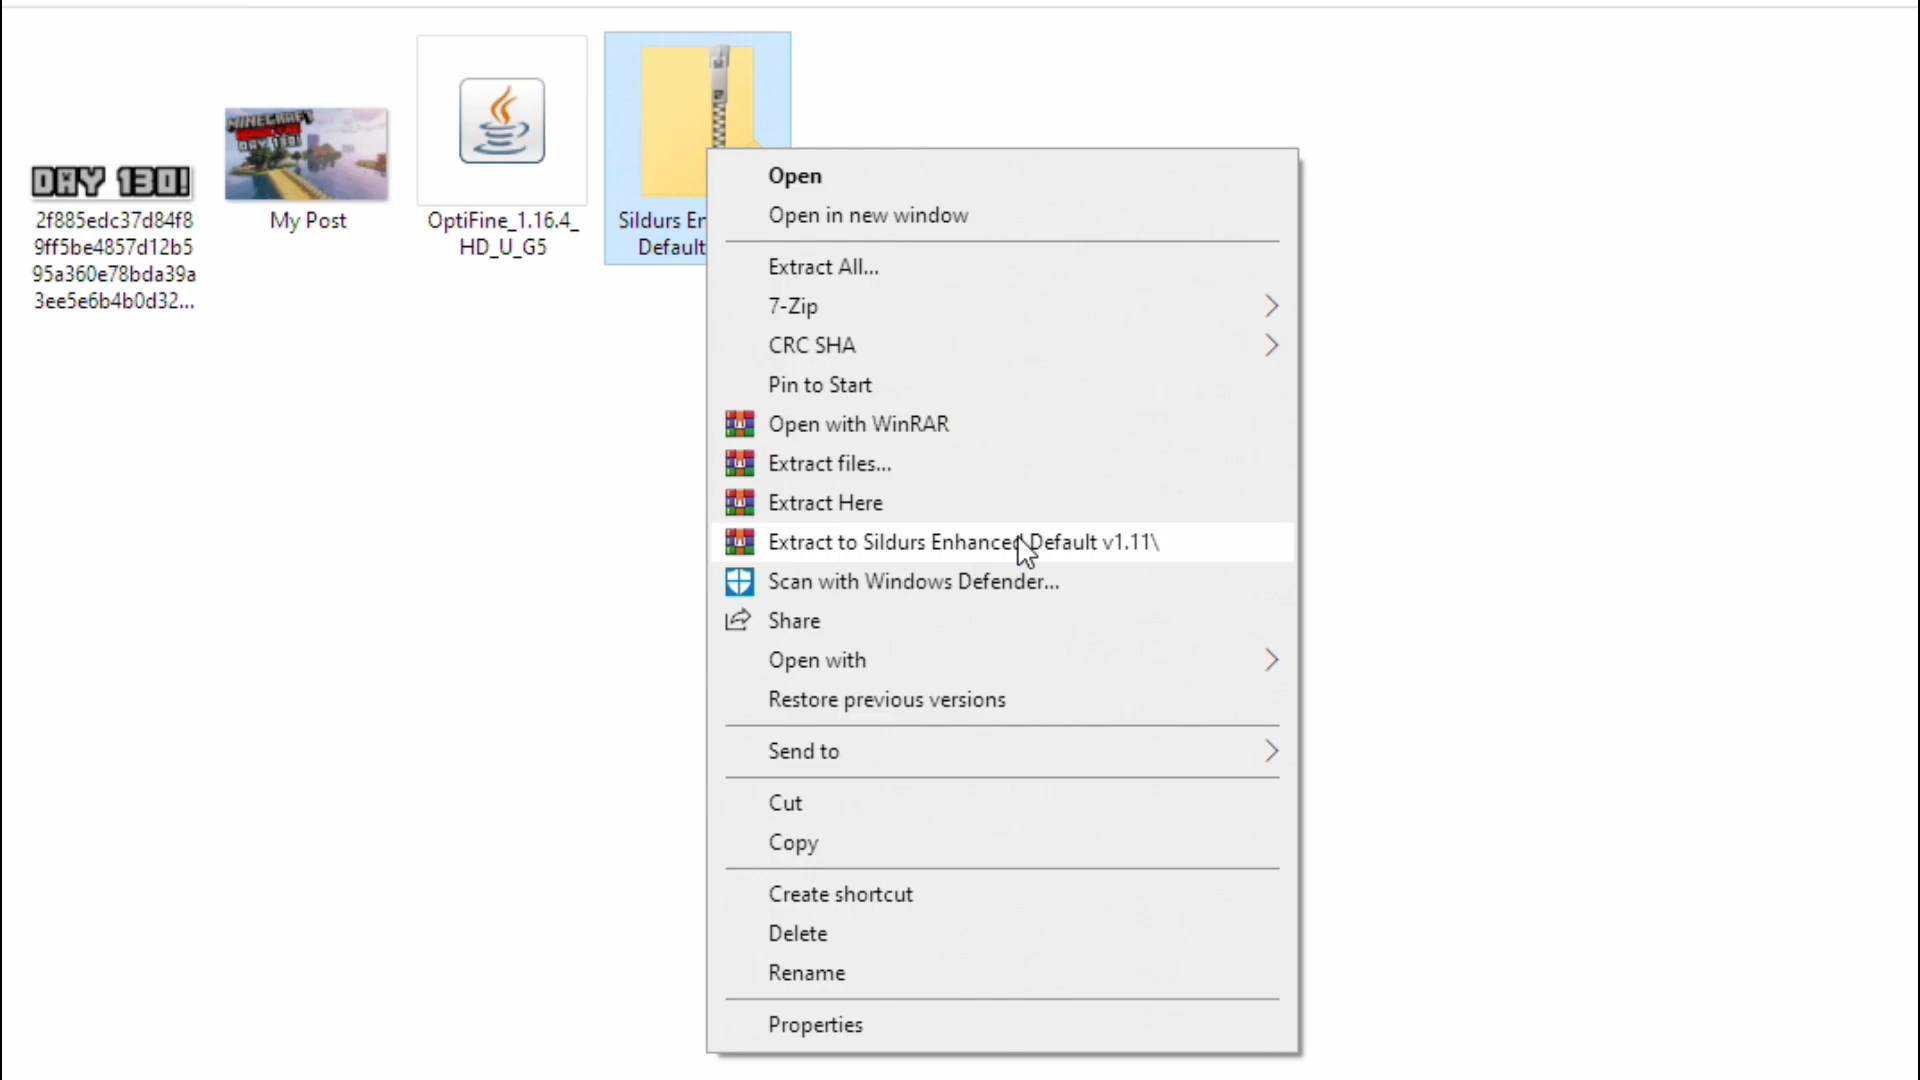 DAY 130!
2f885edc37d84f8
9ff5be4857d12b5
95a360e78bda39a
3ee5e6b4b0d32...
MINECRAFT
DAY 130!
My Post
OptiFine_1.16.4_
HD_U_G5
Sildurs En
Default
Open
Open in new window
Extract All...
7-Zip
CRC SHA
Pin to Start
Open with WinRAR
Extract files...
Extract Here
Extract to Sildurs Enhanced Default v1.11\
Scan with Windows Defender...
Share
Open with
Restore previous versions
Send to
Cut
Copy
Create shortcut
Delete
Rename
Properties